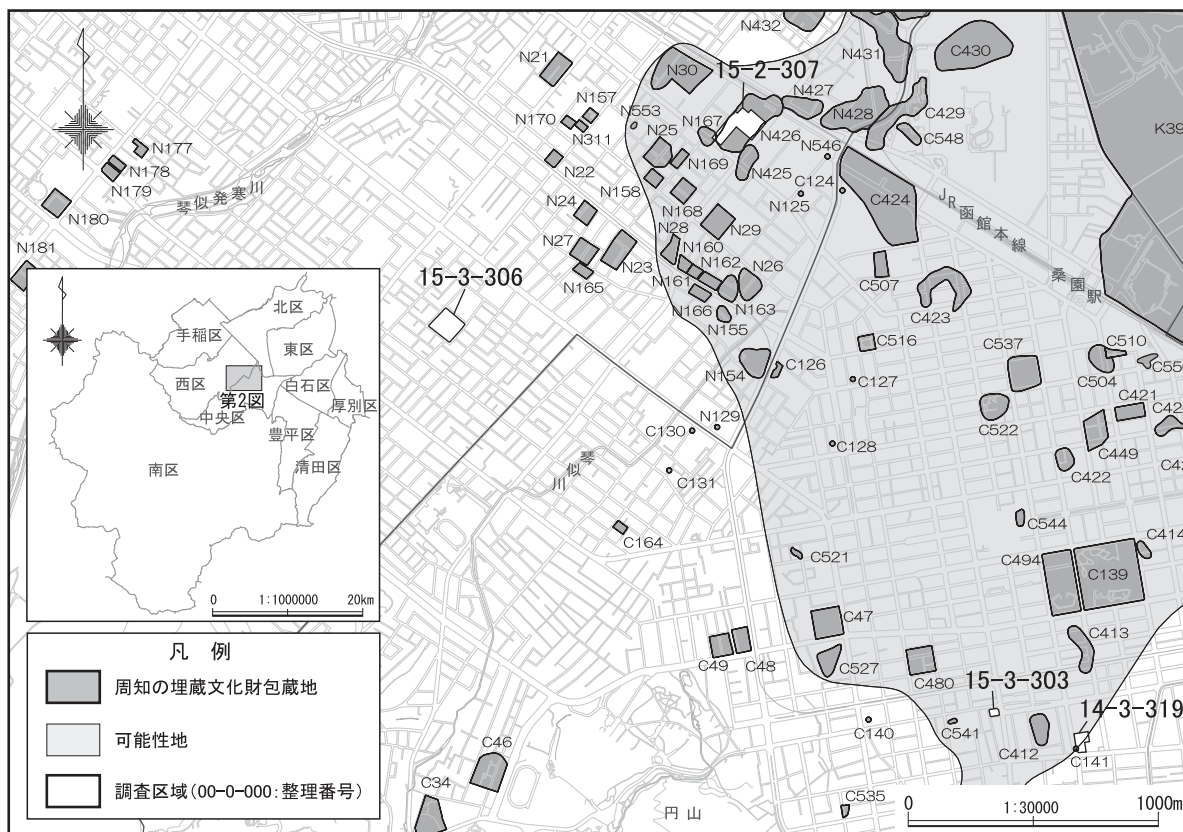 N432
N431
C430
N21
N30
15-2-307
N427
K39
N157
N553
N167
N428
C429
N170
N426
C548
N177
N311
N25
N178
N22
N169
N546
N179
N425
琴似発寒川
N158
C124
JR函館本線
N180
N24
N168
N125
C424
N28
N29
N27
N160
桑園駅
N181
N23
N162
N26
15-3-306
N161
C507
N165
N166
N163
C423
N155
C516
C537
C510
北区
手稲区
東区
N154
C126
C504
西区
白石区
C127
C421
第2図
厚別区
中央区
C522
C449
豊平区
N129
C130
C128
清田区
南区
琴似川
C131
C422
C544
C164
C521
C494
C139
C414
0
1:1000000
20km
C47
凡 例
C49
C48
C413
周知の埋蔵文化財包蔵地
C527
C480
15-3-303
可能性地
14-3-319
C46
C140
C541
C412
C141
調査区域(00-0-000:整理番号)
C34
円山
C535
0
1:30000
1000m